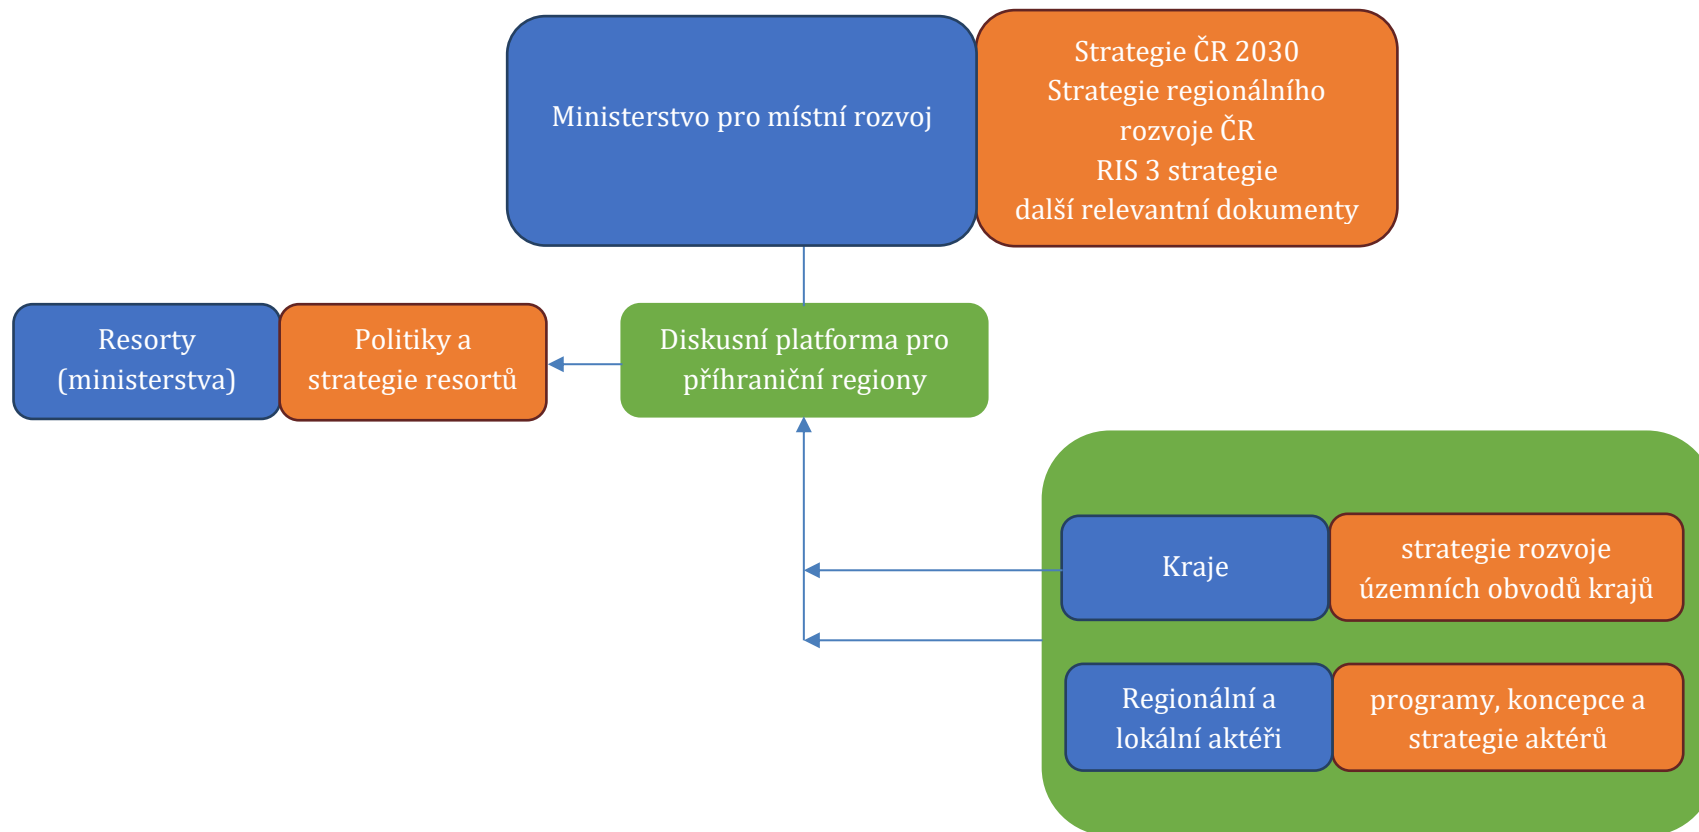 Ministerstvo pro místní rozvoj
Strategie ČR 2030
Strategie regionálního
rozvoje ČR
RIS 3 strategie
další relevantní dokumenty
Resorty
(ministerstva)
Politiky a
strategie resortů
Diskusní platforma pro
příhraniční regiony
Kraje
strategie rozvoje
územních obvodů krajů
Regionální a
lokální aktéři
programy, koncepce a
strategie aktérů